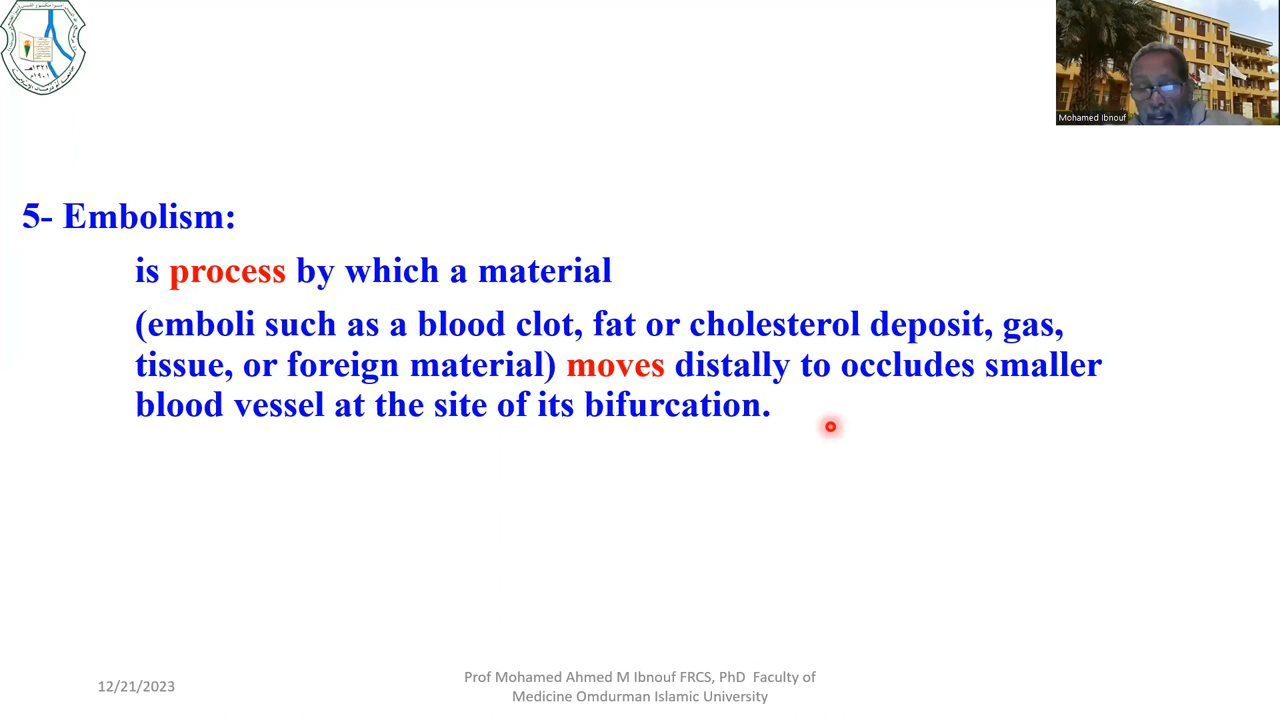 Mohamed Ibnouf
5- Embolism:
is process by which a material
(emboli such as a blood clot, fat or cholesterol deposit, gas,
tissue, or foreign material) moves distally to occludes smaller
blood vessel at the site of its bifurcation.
12/21/2023
Prof Mohamed Ahmed M Ibnouf FRCS, PhD Faculty of
Medicine Omdurman Islamic University